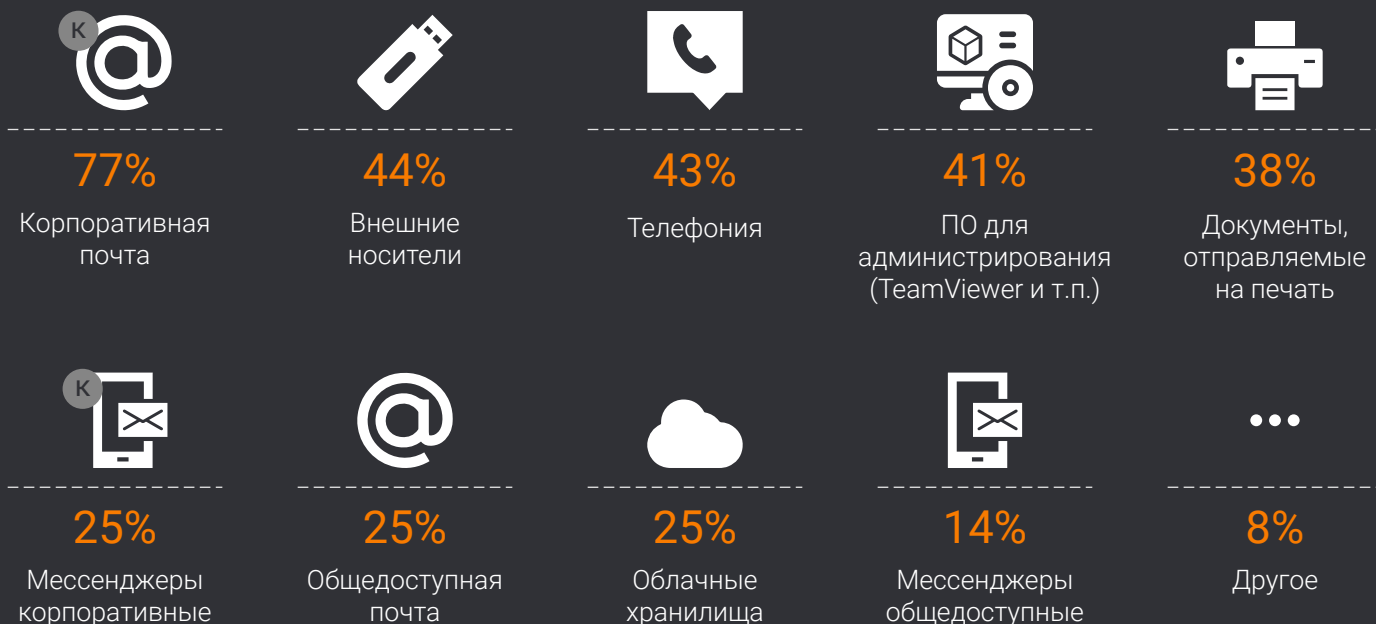 К
77%
Корпоративная
почта
44%
Внешние
носители
43%
Телефония
41%
ПО для
администрирования
(TeamViewer и т.п.)
38%
Документы,
отправляемые
на печать
К
25%
Мессенджеры
корпоративные
25%
Общедоступная
почта
25%
Облачные
хранилища
14%
Мессенджеры
общедоступные
8%
Другое